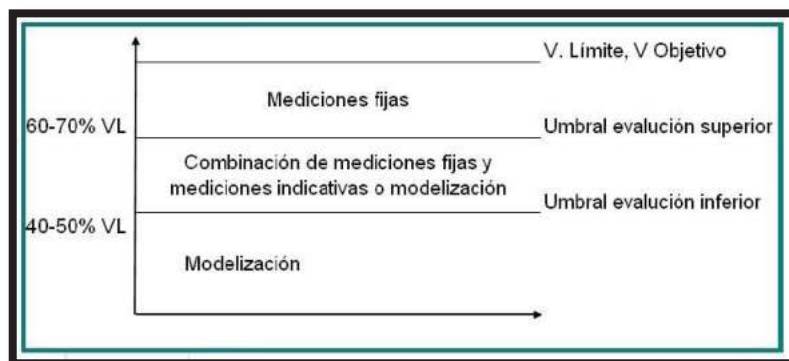 V. Límite, V Objetivo
Mediciones fijas
60-70% VL
Umbral evalución superior
Combinación de mediciones fijas y
mediciones indicativas o modelización
Umbral evalución inferior
40-50% VL
Modelización